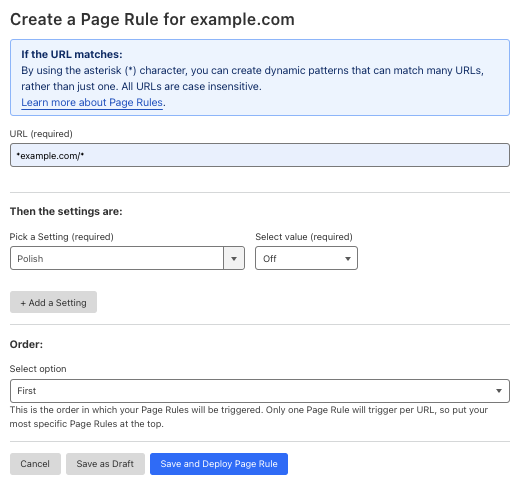 Create a Page Rule for example.com
If the URL matches:
By using the asterisk (*) character, you can create dynamic patterns that can match many URLs,
rather than just one. All URLs are case insensitive.
Learn more about Page Rules.
URL (required)
*example.com/*
Then the settings are:
Pick a Setting (required)
Select value (required)
Polish
Off
+ Add a Setting
Order:
Select option
First
This is the order in which your Page Rules will be triggered. Only one Page Rule will trigger per URL, so put your
most specific Page Rules at the top.
Cancel
Save as Draft
Save and Deploy Page Rule